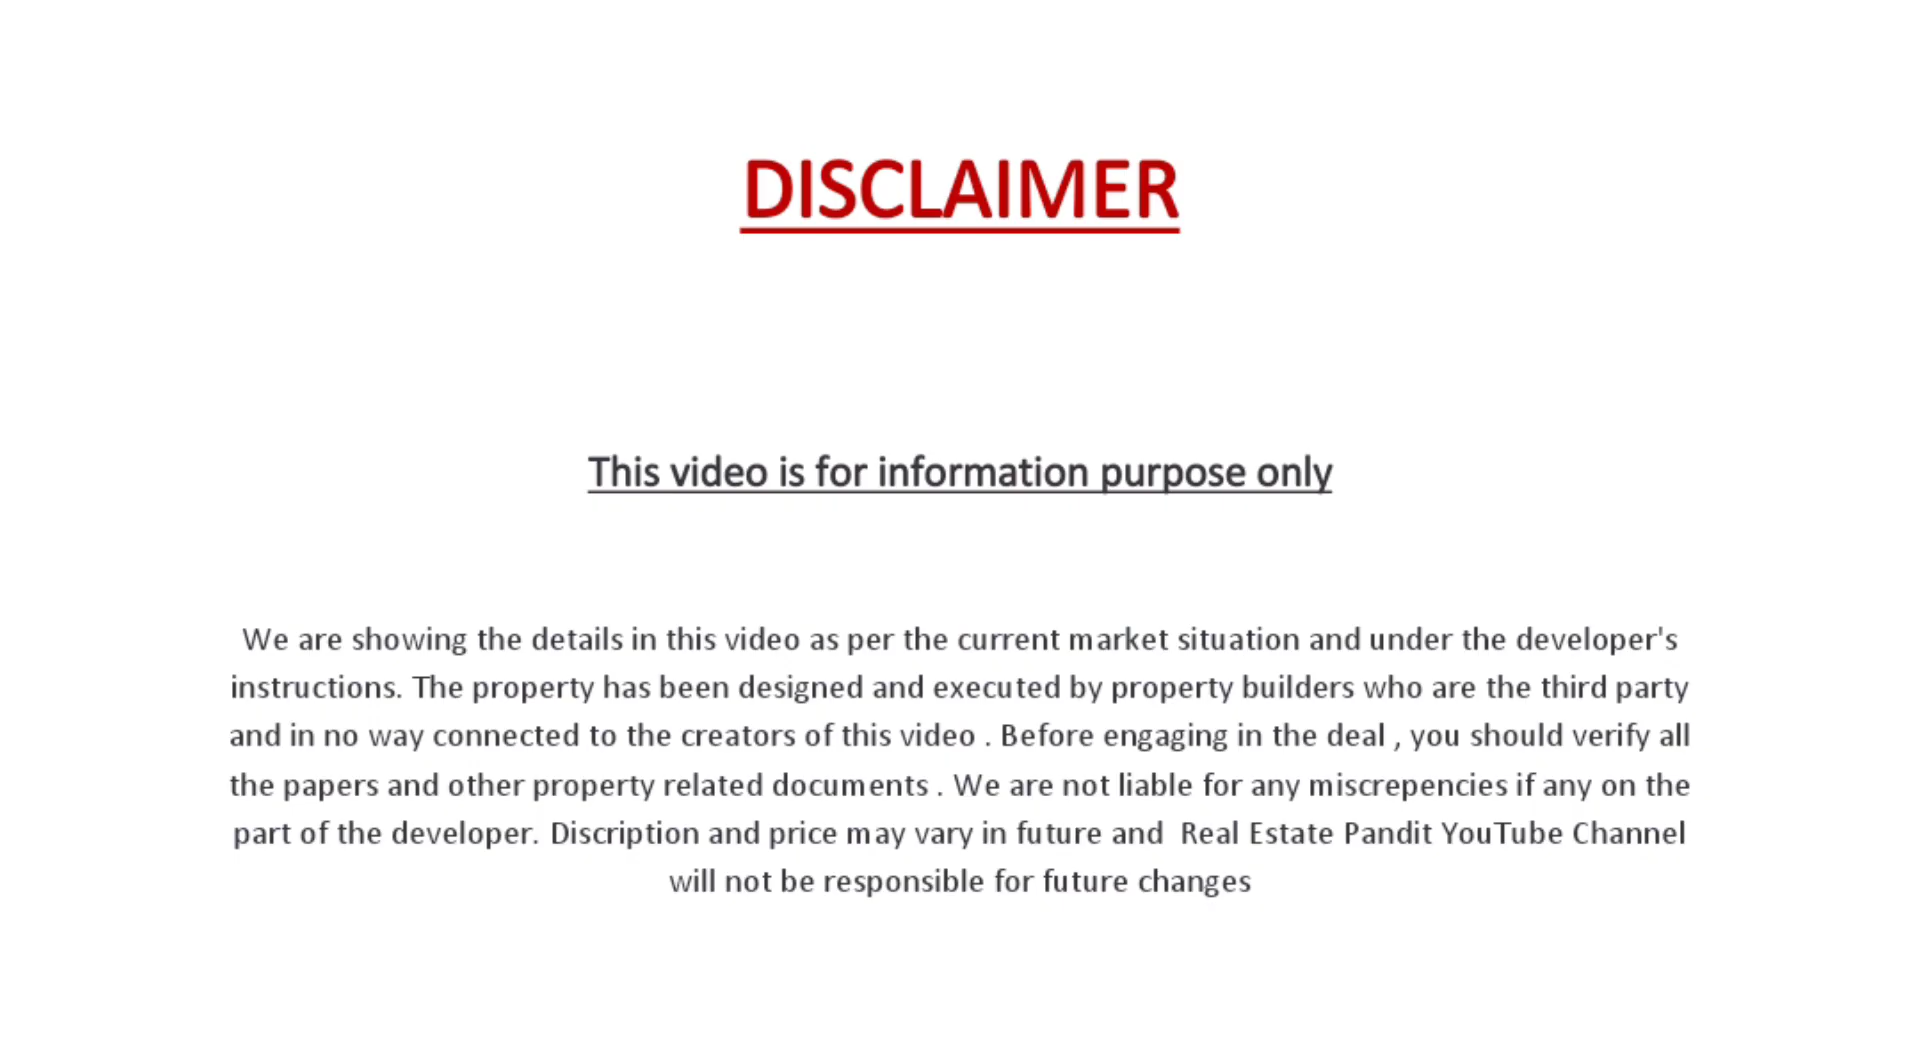 DISCLAIMER
This video is for information purpose only
We are showing the details in this video as per the current market situation and under the developer's
instructions. The property has been designed and executed by property builders who are the third party
and in no way connected to the creators of this video . Before engaging in the deal , you should verify all
the papers and other property related documents . We are not liable for any miscrepencies if any on the
part of the developer. Discription and price may vary in future and  Real Estate Pandit YouTube Channel
will not be responsible for future changes